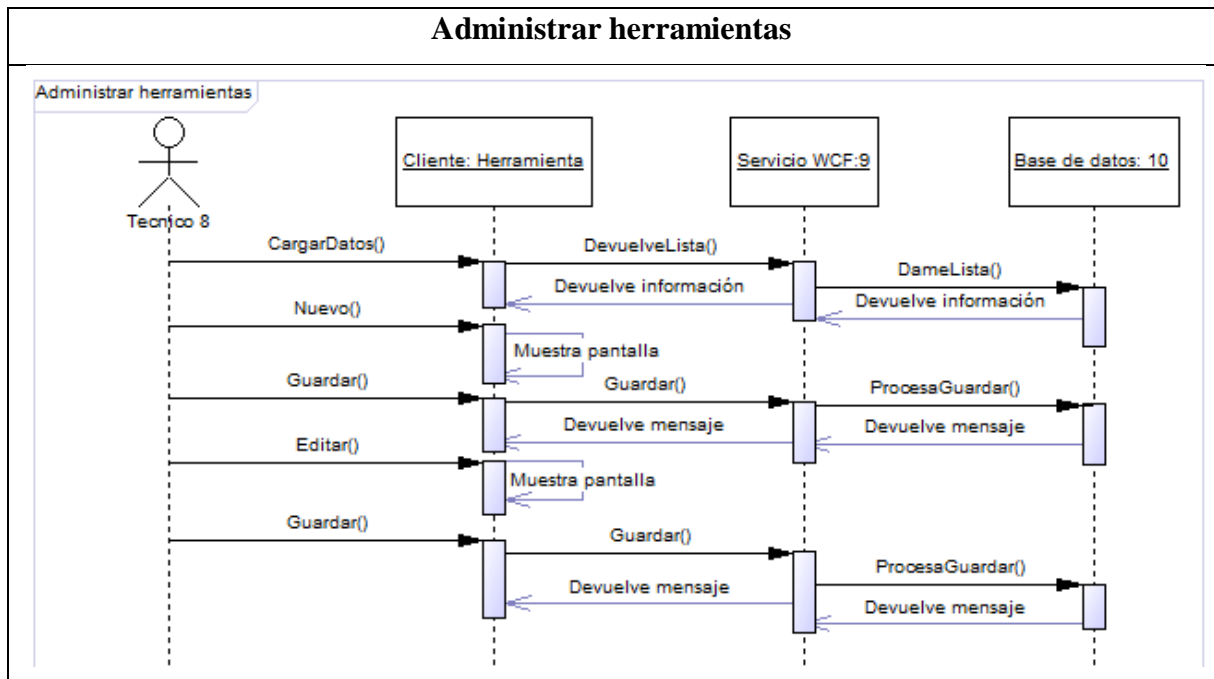 Administrar herramientas
Administrar herramientas
Cliente: Herramienta
Servicio WCF:9
Base de datos: 10
Tecnico 8
CargarDatos()
DevuelveLista()
DameLista()
Devuelve información
Devuelve información
Nuevo()
Muestra pantalla
Guardar()
Guardar()
ProcesaGuardar()
Devuelve mensaje
Devuelve mensaje
Editar()
Muestra pantalla
Guardar()
Guardar()
ProcesaGuardar()
Devuelve mensaje
Devuelve mensaje